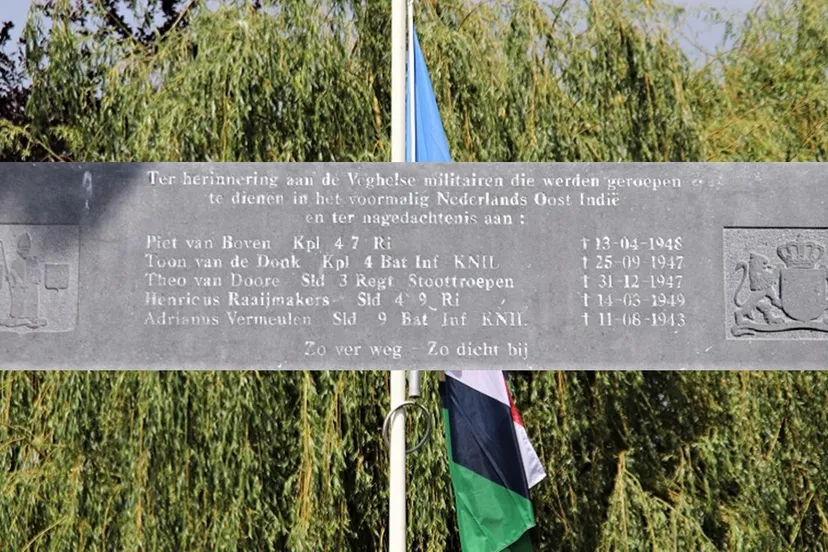 Ter herinnering aan de Veghelse militairen die werden geroepen
te dienen in het voormalig Nederlands Oost Indië
en ter nagedachtenis aan :
Piet van Boven Kpl 4 7 Ri † 13-04-1948
Toon van de Donk Kpl 4 Bat Inf KNIL † 25-09-1947
Theo van Doore Sld 3 Regt Stoottroepen † 31-12-1947
Henricus Raaijmakers Sld 4 9 Ri † 14-03-1949
Adrianus Vermeulen Sld 9 Bat Inf KNIL † 11-08-1943
Zo ver weg - Zo dicht bij